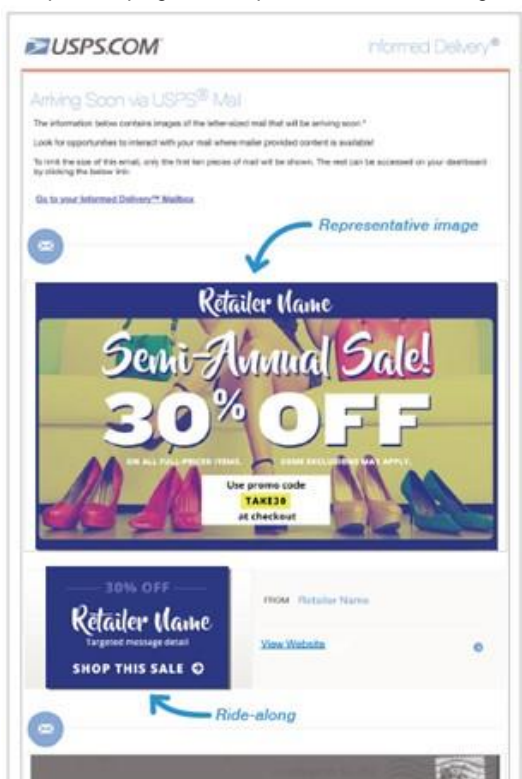 USPS.COM®
Informed Delivery®
Arriving Soon via USPS® Mail
The information below contains images of the letter-sized mail that will be arriving soon.*
Look for opportunities to interact with your mail where mailer provided content is available!
To limit the size of this email, only the first ten pieces of mail will be shown. The rest can be accessed on your dashboard
by clicking the below link:
Go to your Informed Delivery™ Mailbox
Representative image
Retailer Name
Semi-Annual Sale!
30% OFF
ON ALL FULL-PRICED ITEMS. SOME EXCLUSIONS MAY APPLY.
Use promo code
TAKE30
at checkout
30% OFF
Retailer Name
Targeted message detail
SHOP THIS SALE
FROM Retailer Name
View Website
Ride-along